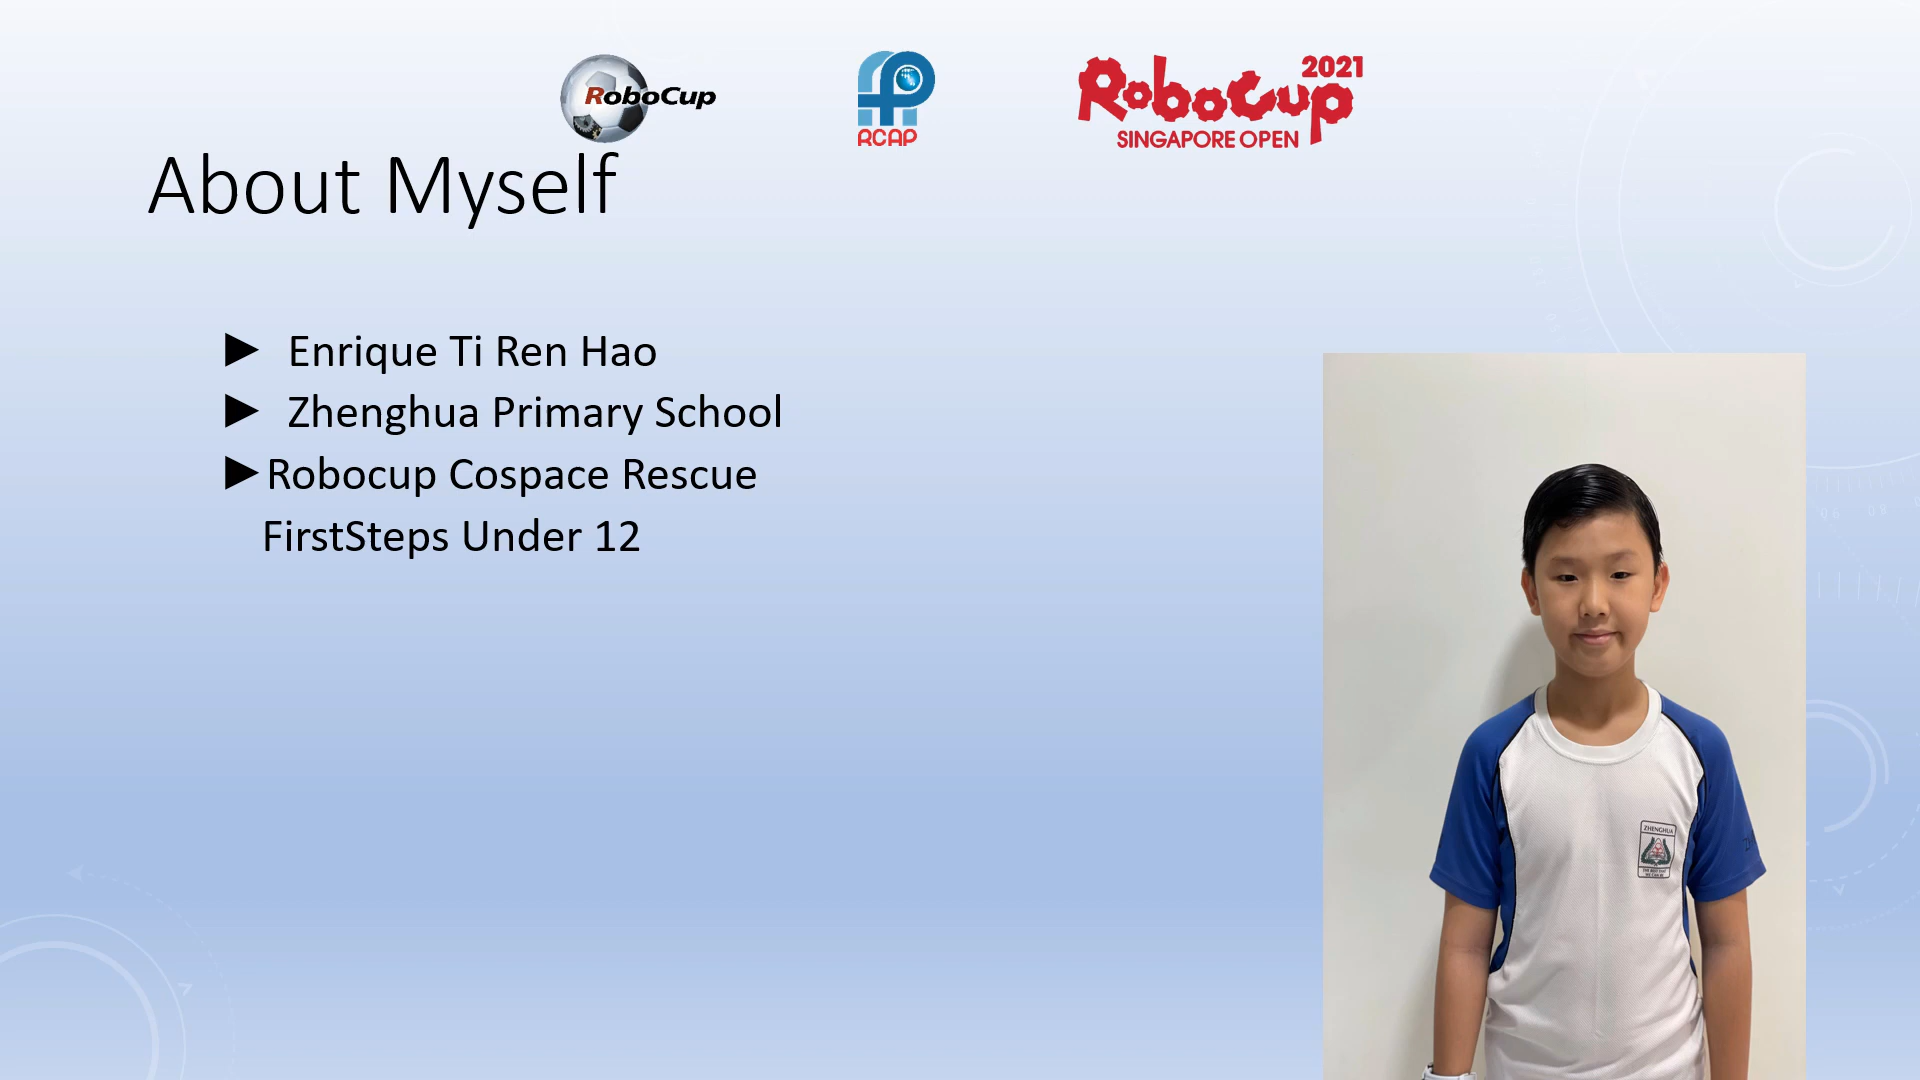 RoboCup
RCAP
RoboCup 2021
SINGAPORE OPEN
About Myself
Enrique Ti Ren Hao
Zhenghua Primary School
Robocup Cospace Rescue
FirstSteps Under 12
ZHENGHUA